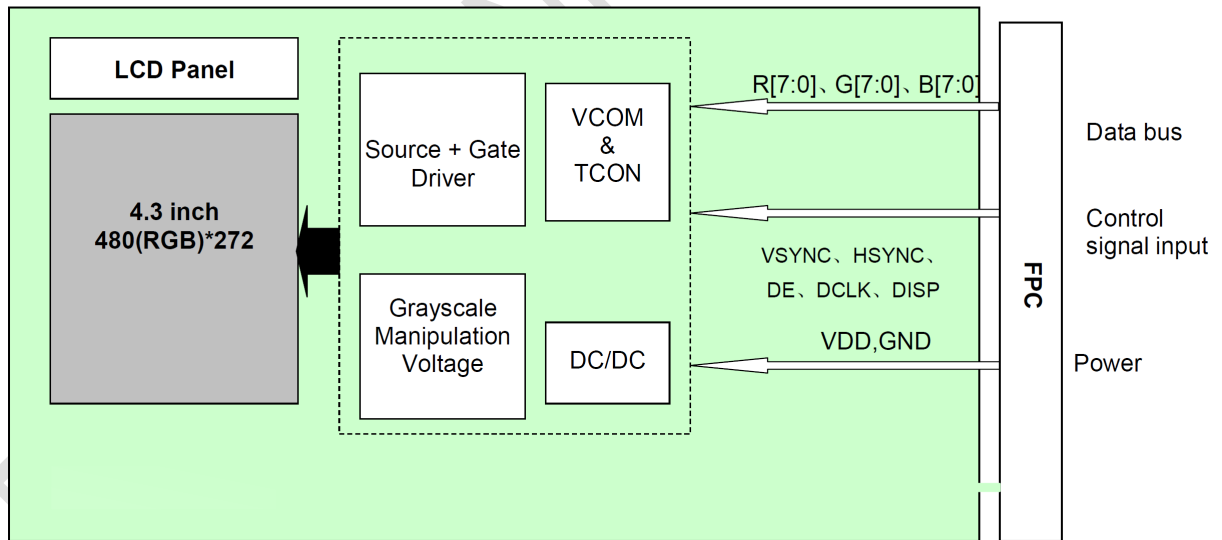 LCD Panel
4.3 inch
480(RGB)*272
Source + Gate
Driver
VCOM
&
TCON
Grayscale
Manipulation
Voltage
DC/DC
R[7:0]、G[7:0]、B[7:0]
VSYNC、HSYNC、
DE、DCLK、DISP
VDD,GND
FPC
Data bus
Control
signal input
Power